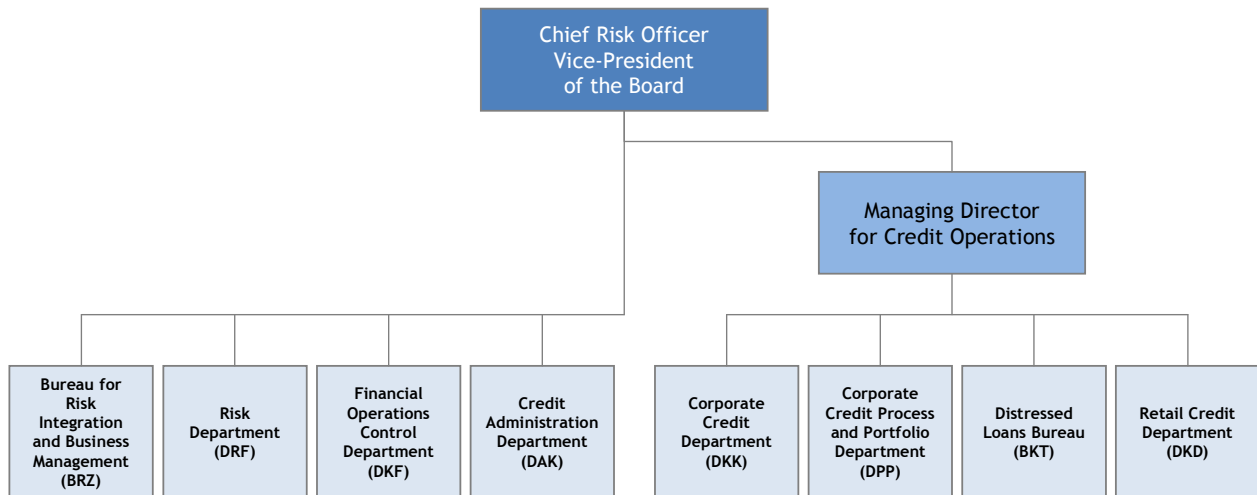 Chief Risk Officer
Vice-President
of the Board
Managing Director
for Credit Operations
Bureau for
Risk
Integration
and Business
Management
(BRZ)
Risk
Department
(DRF)
Financial
Operations
Control
Department
(DKF)
Credit
Administration
Department
(DAK)
Corporate
Credit
Department
(DKK)
Corporate
Credit Process
and Portfolio
Department
(DPP)
Distressed
Loans Bureau
(BKT)
Retail Credit
Department
(DKD)